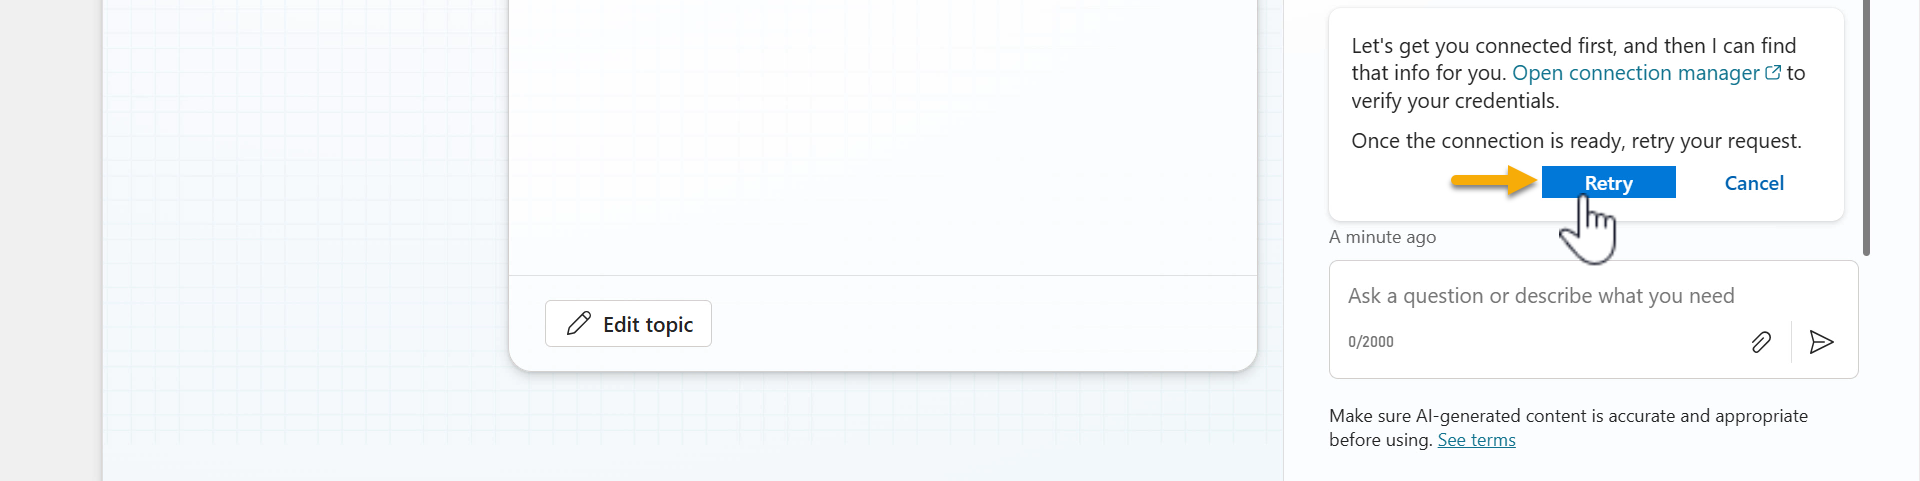 Let's get you connected first, and then I can find
that info for you. Open connection manager to
verify your credentials.
Once the connection is ready, retry your request.
Retry
Cancel
A minute ago
Ask a question or describe what you need
0/2000
Edit topic
Make sure AI-generated content is accurate and appropriate
before using. See terms